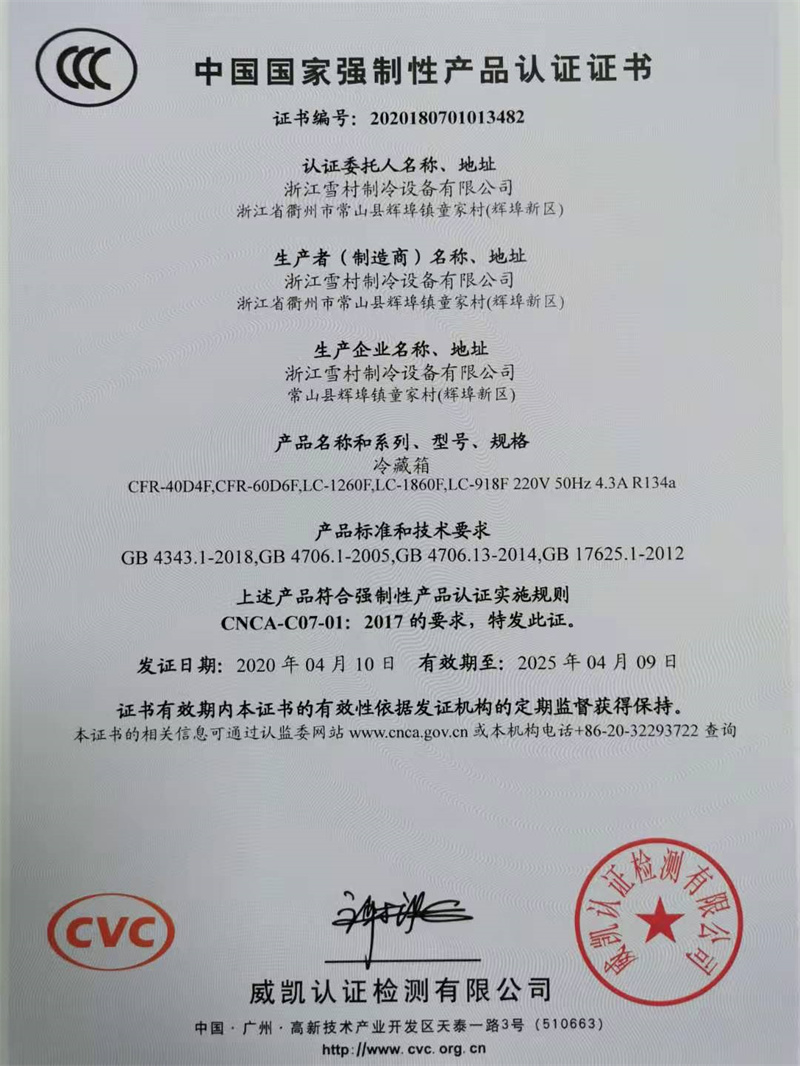 CCC
中国国家强制性产品认证证书
证书编号：2020180701013482
认证委托人名称、地址
浙江雪村制冷设备有限公司
浙江省衢州市常山县辉埠镇童家村(辉埠新区)
生产者（制造商）名称、地址
浙江雪村制冷设备有限公司
浙江省衢州市常山县辉埠镇童家村(辉埠新区)
生产企业名称、地址
浙江雪村制冷设备有限公司
常山县辉埠镇童家村(辉埠新区)
产品名称和系列、型号、规格
冷藏箱
CFR-40D4F,CFR-60D6F,LC-1260F,LC-1860F,LC-918F 220V 50Hz 4.3A R134a
产品标准和技术要求
GB 4343.1-2018,GB 4706.1-2005,GB 4706.13-2014,GB 17625.1-2012
上述产品符合强制性产品认证实施规则
CNCA-C07-01：2017 的要求，特发此证。
发证日期：2020 年 04 月 10 日 有效期至：2025 年 04 月 09 日
证书有效期内本证书的有效性依据发证机构的定期监督获得保持。
本证书的相关信息可通过认监委网站 www.cnca.gov.cn 或本机构电话+86-20-32293722 查询
CVC
威凯认证检测有限公司
威凯认证检测有限公司
中国·广州·高新技术产业开发区天泰一路3号（510663）
http://www.cvc.org.cn